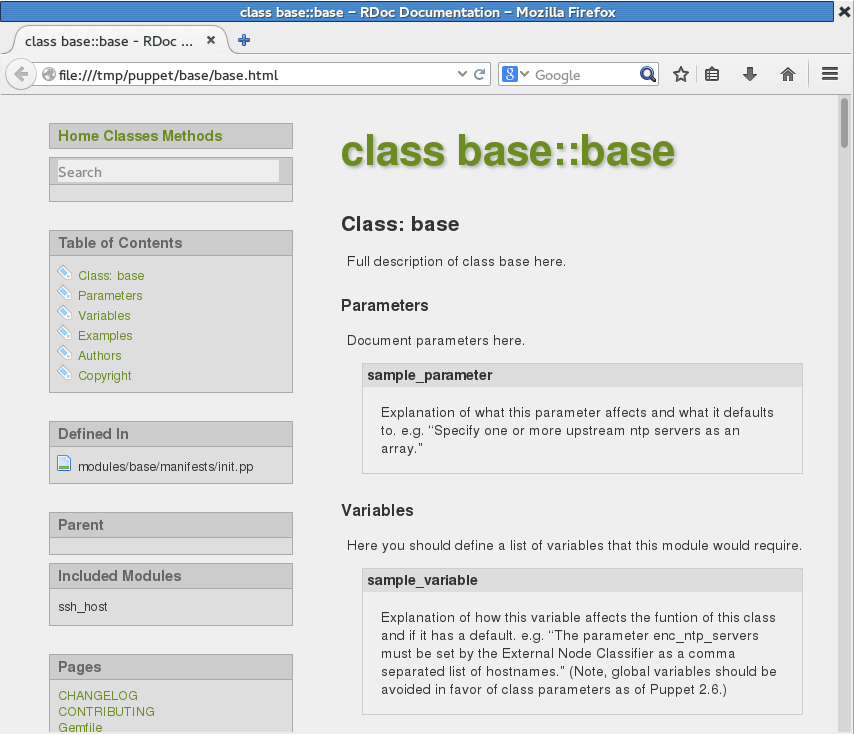 class base::base – RDoc Documentation – Mozilla Firefox
class base::base - RDoc ...
file:///tmp/puppet/base/base.html
8 Google
Home Classes Methods
Search
Table of Contents
Class: base
Parameters
Variables
Examples
Authors
Copyright
Defined In
modules/base/manifests/init.pp
Parent
Included Modules
ssh_host
Pages
CHANGELOG
CONTRIBUTING
Gemfile
class base::base
Class: base
Full description of class base here.
Parameters
Document parameters here.
sample_parameter
Explanation of what this parameter affects and what it defaults
to. e.g. “Specify one or more upstream ntp servers as an
array.”
Variables
Here you should define a list of variables that this module would require.
sample_variable
Explanation of how this variable affects the funtion of this class
and if it has a default. e.g. “The parameter enc_ntp_servers
must be set by the External Node Classifier as a comma
separated list of hostnames.” (Note, global variables should be
avoided in favor of class parameters as of Puppet 2.6.)